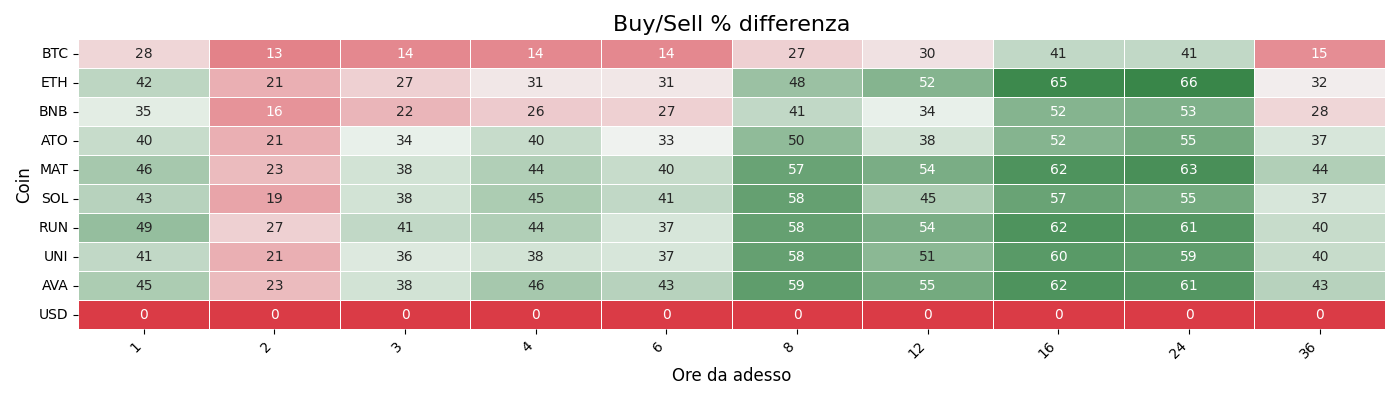 Buy/Sell % differenza
Coin
BTC 28 13 14 14 14 27 30 41 41 15
ETH 42 21 27 31 31 48 52 65 66 32
BNB 35 16 22 26 27 41 34 52 53 28
ATO 40 21 34 40 33 50 38 52 55 37
MAT 46 23 38 44 40 57 54 62 63 44
SOL 43 19 38 45 41 58 45 57 55 37
RUN 49 27 41 44 37 58 54 62 61 40
UNI 41 21 36 38 37 58 51 60 59 40
AVA 45 23 38 46 43 59 55 62 61 43
USD 0 0 0 0 0 0 0 0 0 0
1 2 3 4 6 8 12 16 24 36
Ore da adesso